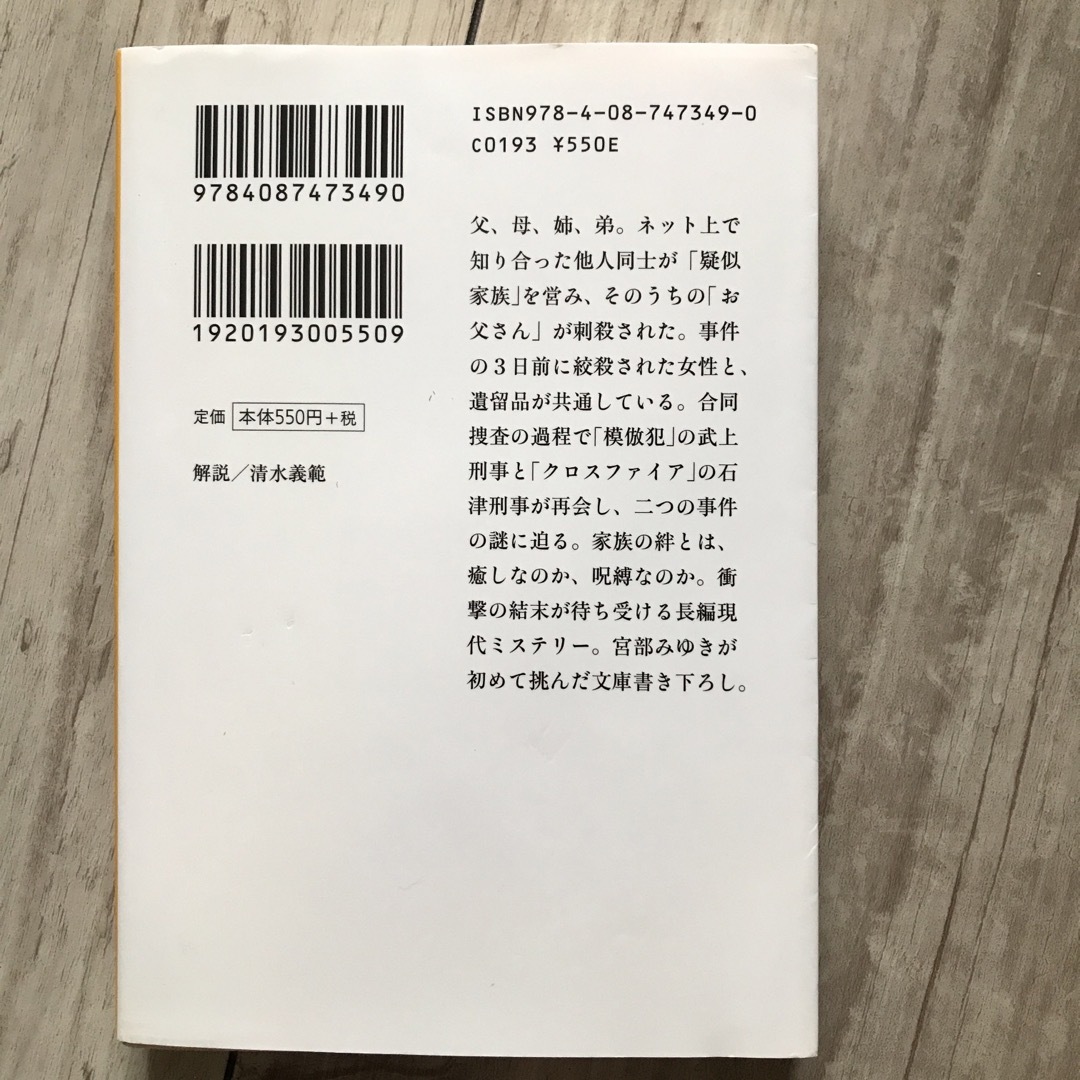 9784087473490
1920193005509
定価 本体550円+税
解説/清水義範
ISBN978-4-08-747349-0
C0193 ¥550E
父、母、姉、弟。ネット上で
知り合った他人同士が「疑似
家族」を営み、そのうちの「お
父さん」が刺殺された。事件
の3日前に絞殺された女性と、
遺留品が共通している。合同
捜査の過程で「模倣犯」の武上
刑事と「クロスファイア」の石
津刑事が再会し、二つの事件
の謎に迫る。家族の絆とは、
癒しなのか、呪縛なのか。衝
撃の結末が待ち受ける長編現
代ミステリー。宮部みゆきが
初めて挑んだ文庫書き下ろし。